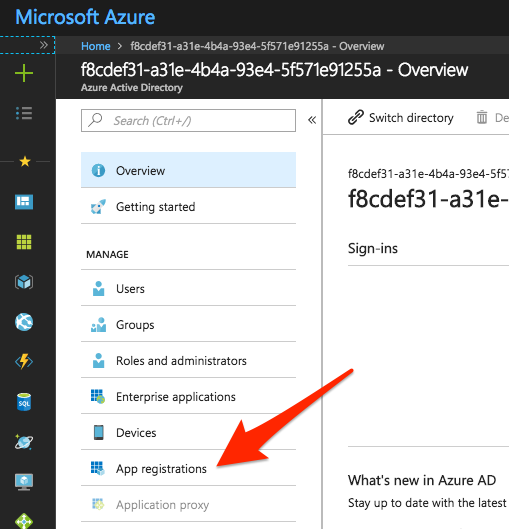 Microsoft Azure
Home > f8cdef31-a31e-4b4a-93e4-5f571e91255a - Overview
f8cdef31-a31e-4b4a-93e4-5f571e91255a - Overview
Azure Active Directory
Search (Ctrl+/)
Overview
Getting started
MANAGE
Users
Groups
Roles and administrators
Enterprise applications
Devices
App registrations
Application proxy
Switch directory
De
f8cdef31-a31e-4b4a-93e4-5f57
f8cdef31-a31e-
Sign-ins
What's new in Azure AD
Stay up to date with the latest
SQL